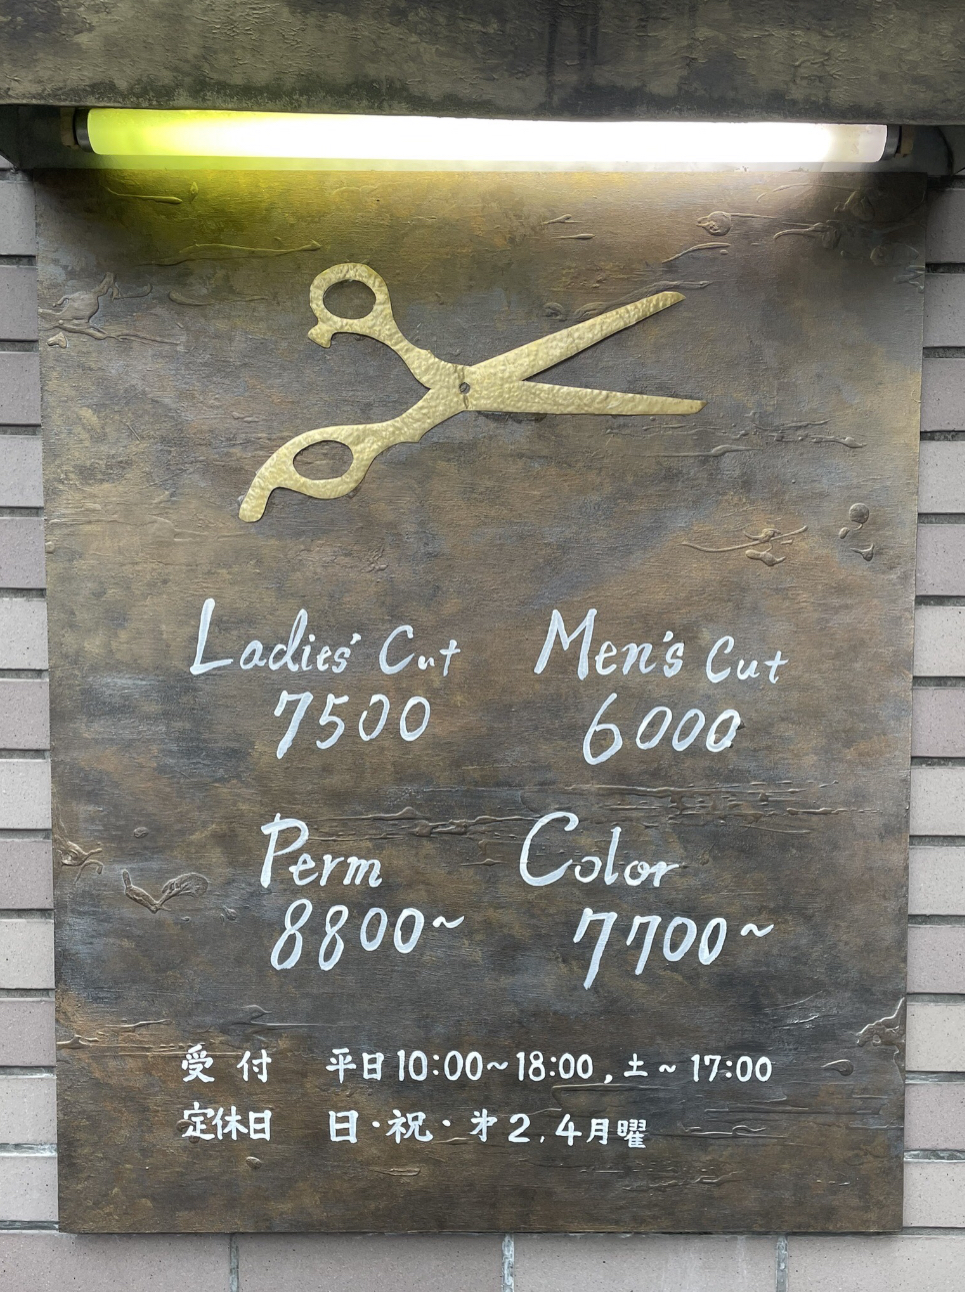 Ladies' Cut Men's Cut
7500 6000
Perm Color
8800~ 7700~
受付 平日10:00~18:00, 土~17:00
定休日 日・祝・㐧2,4月曜